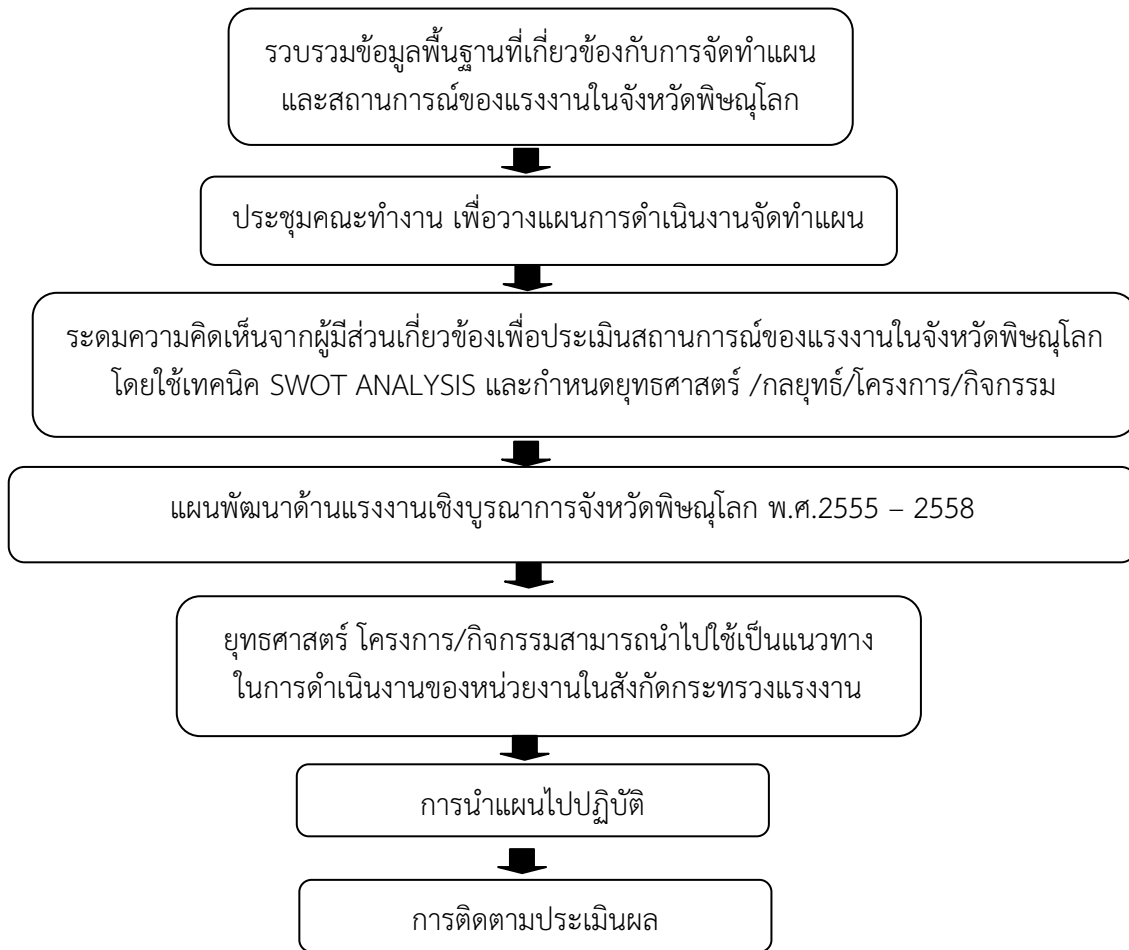 รวบรวมข้อมูลพื้นฐานที่เกี่ยวข้องกับการจัดทำแผน
และสถานการณ์ของแรงงานในจังหวัดพิษณุโลก
ประชุมคณะทำงาน เพื่อวางแผนการดำเนินงานจัดทำแผน
ระดมความคิดเห็นจากผู้มีส่วนเกี่ยวข้องเพื่อประเมินสถานการณ์ของแรงงานในจังหวัดพิษณุโลก
โดยใช้เทคนิค SWOT ANALYSIS และกำหนดยุทธศาสตร์ /กลยุทธ์/โครงการ/กิจกรรม
แผนพัฒนาด้านแรงงานเชิงบูรณาการจังหวัดพิษณุโลก พ.ศ.2555 – 2558
ยุทธศาสตร์ โครงการ/กิจกรรมสามารถนำไปใช้เป็นแนวทาง
ในการดำเนินงานของหน่วยงานในสังกัดกระทรวงแรงงาน
การนำแผนไปปฏิบัติ
การติดตามประเมินผล